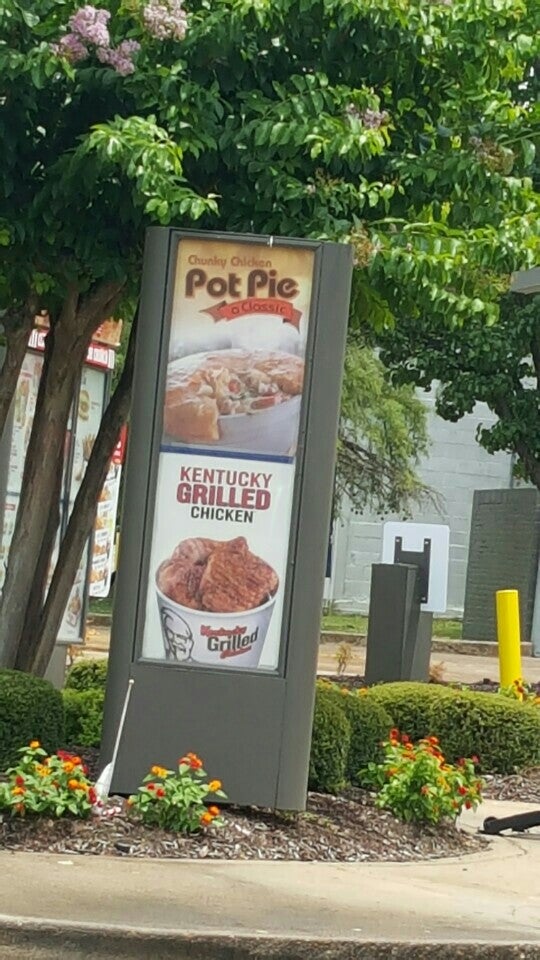 Chunky Chicken
Pot Pie
a Classic
KENTUCKY
GRILLED
CHICKEN
Kentucky
Grilled